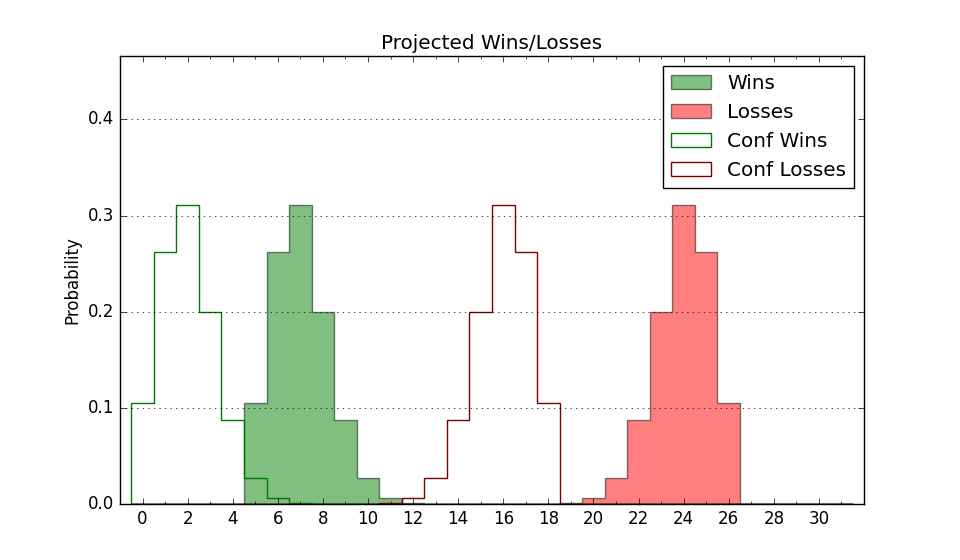 Projected Wins/Losses
Wins
Losses
Conf Wins
Conf Losses
Probability
0.4
0.3
0.2
0.1
0.0
0 2 4 6 8 10 12 14 16 18 20 22 24 26 28 30